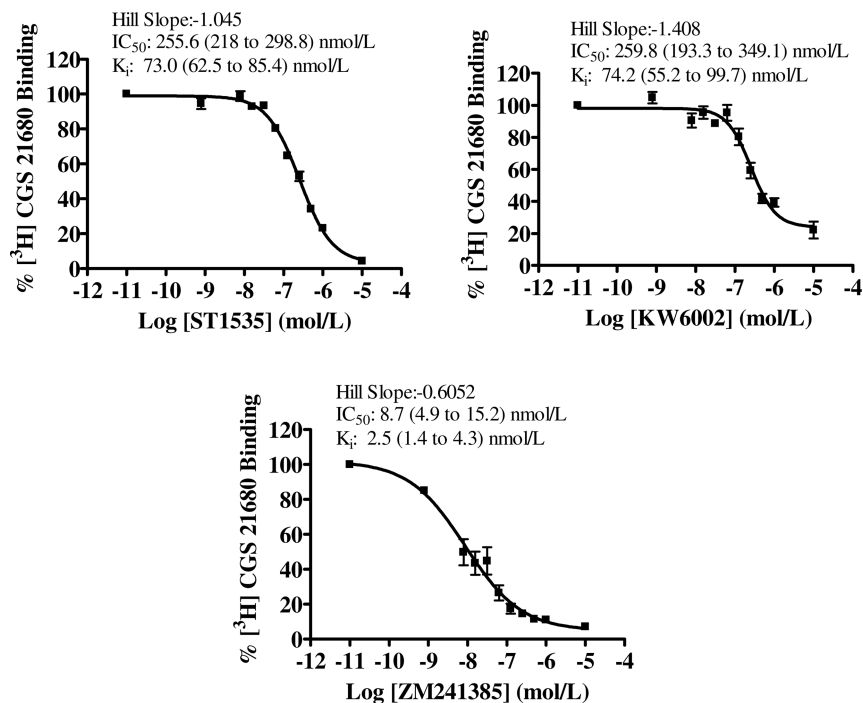 Hill Slope:-1.045
IC50: 255.6 (218 to 298.8) nmol/L
Ki: 73.0 (62.5 to 85.4) nmol/L
% [3H] CGS 21680 Binding
120
100
80
60
40
20
0
-12 -11 -10 -9 -8 -7 -6 -5 -4
Log [ST1535] (mol/L)
Hill Slope:-1.408
IC50: 259.8 (193.3 to 349.1) nmol/L
Ki: 74.2 (55.2 to 99.7) nmol/L
% [3H] CGS 21680 Binding
120
100
80
60
40
20
0
-12 -11 -10 -9 -8 -7 -6 -5 -4
Log [KW6002] (mol/L)
Hill Slope:-0.6052
IC50: 8.7 (4.9 to 15.2) nmol/L
Ki: 2.5 (1.4 to 4.3) nmol/L
% [3H] CGS 21680 Binding
120
100
80
60
40
20
0
-12 -11 -10 -9 -8 -7 -6 -5 -4
Log [ZM241385] (mol/L)